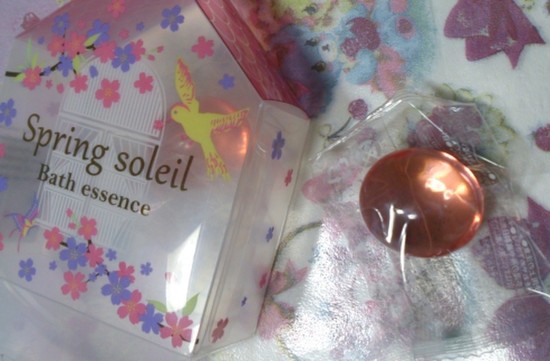 Spring soleil
Bath essence